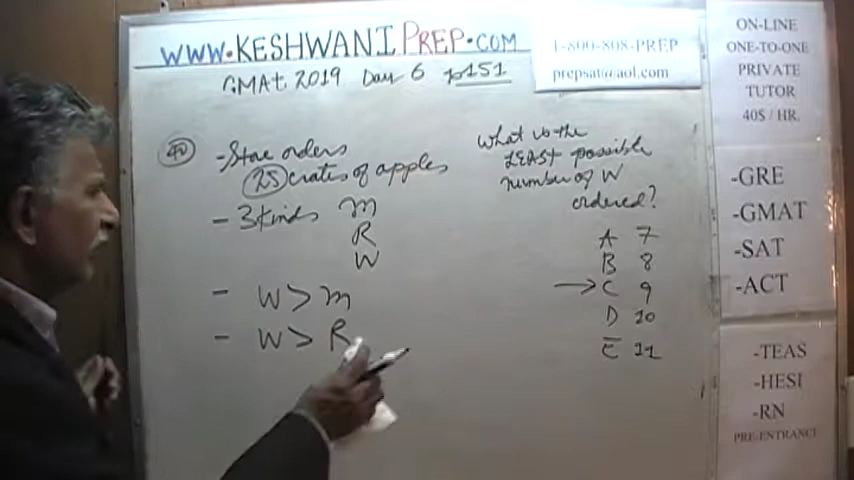 WWW.KESHWANIPREP.COM
GMAt 2019 Day 6 p151
1-800-808-PREP
prepsat@aol.com
40 - Store orders
25 crates of apples
- 3 kinds m
R
W
- W > m
- W > R
What is the
LEAST possible
number of W
ordered?
A 7
B 8
→ C 9
D 10
E 11
ON-LINE
ONE-TO-ONE
PRIVATE
TUTOR
40$ / HR.
-GRE
-GMAT
-SAT
-ACT
-TEAS
-HESI
-RN
PRE-ENTRANCE